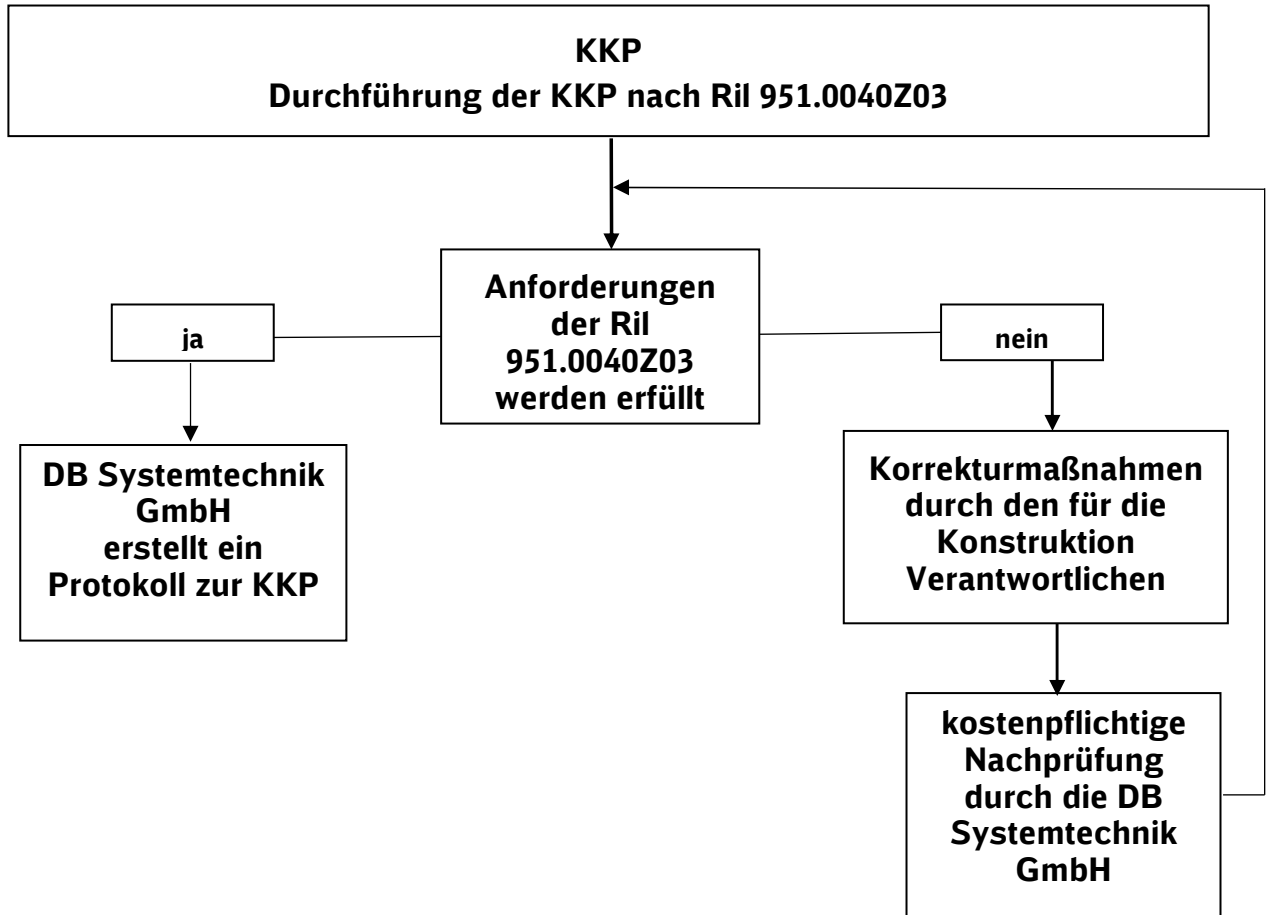 KKP
Durchführung der KKP nach Ril 951.0040Z03
Anforderungen
der Ril
951.0040Z03
werden erfüllt
ja
nein
DB Systemtechnik
GmbH
erstellt ein
Protokoll zur KKP
Korrekturmaßnahmen
durch den für die
Konstruktion
Verantwortlichen
kostenpflichtige
Nachprüfung
durch die DB
Systemtechnik
GmbH